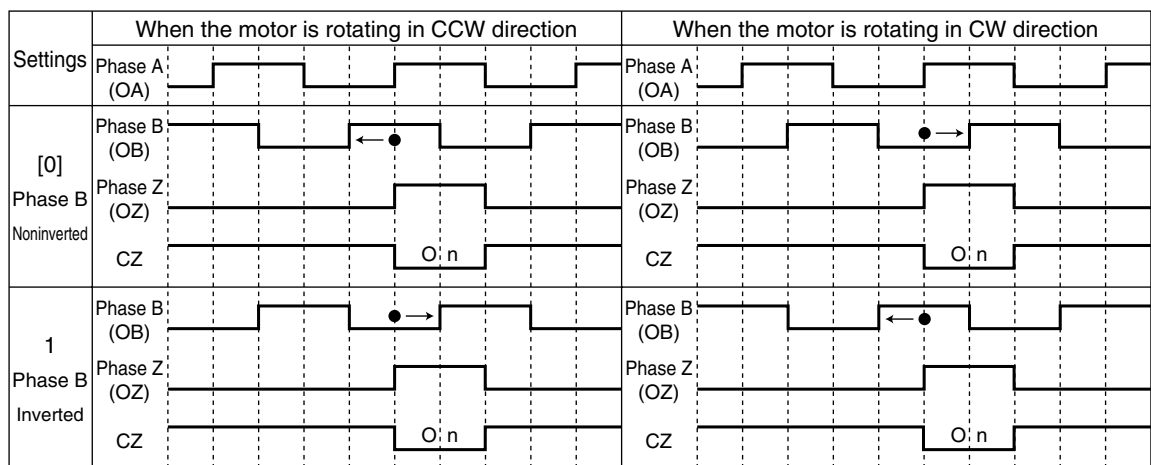 Settings
When the motor is rotating in CCW direction
When the motor is rotating in CW direction
Phase A
(OA)
Phase A
(OA)
[0]
Phase B
Noninverted
Phase B
(OB)
Phase Z
(OZ)
CZ
On
Phase B
(OB)
Phase Z
(OZ)
CZ
On
1
Phase B
Inverted
Phase B
(OB)
Phase Z
(OZ)
CZ
On
Phase B
(OB)
Phase Z
(OZ)
CZ
On